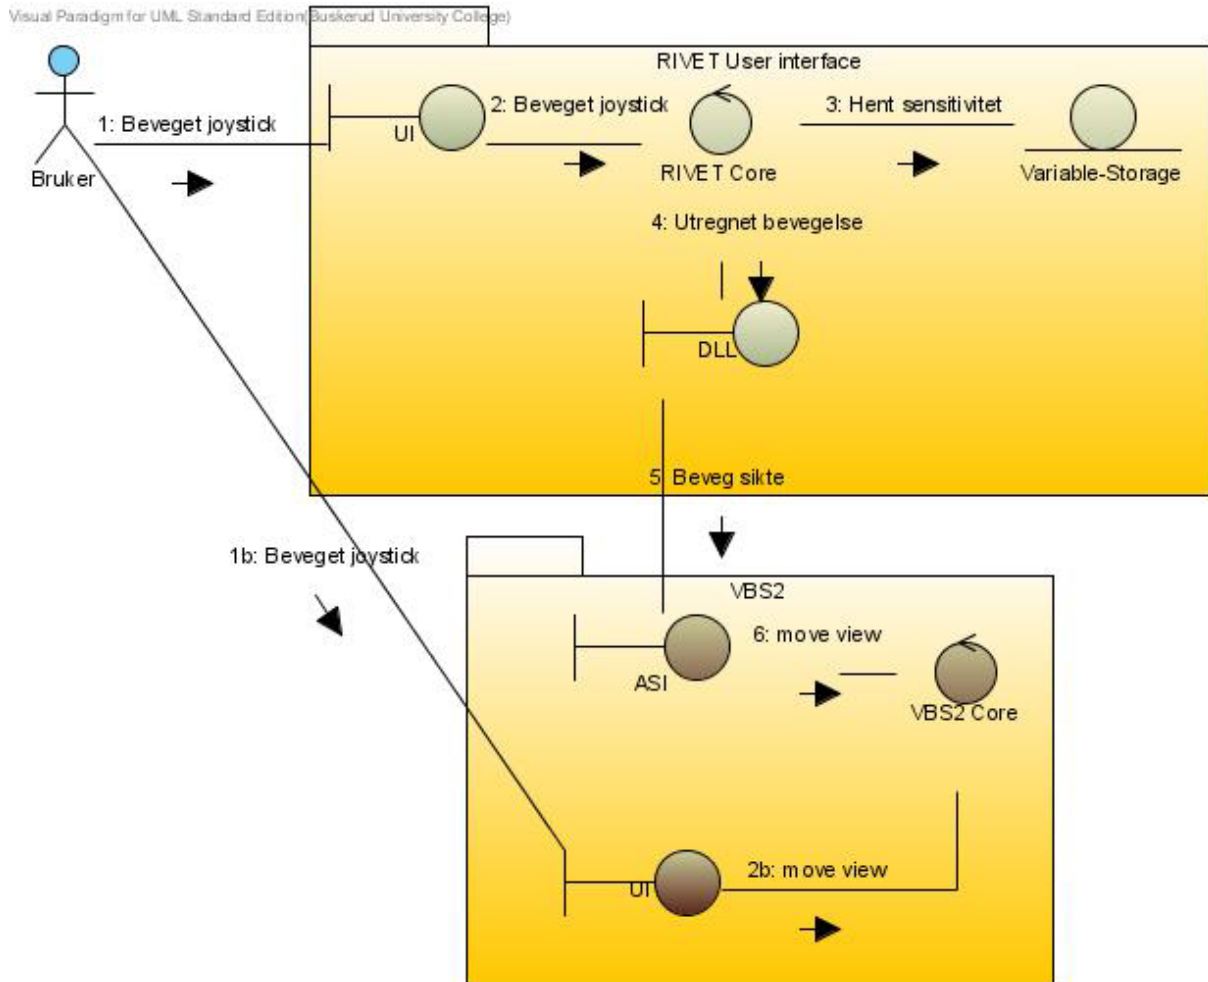 Visual Paradigm for UML Standard Edition(Buskerud University College)
RIVET User interface
1: Beveget joystick
2: Beveget joystick
3: Hent sensitivitet
UI
Bruker
RIVET Core
Variable-Storage
4: Utregnet bevegelse
DLL
5: Beveg sikte
1b: Beveget joystick
VBS2
6: move view
ASI
VBS2 Core
2b: move view
UI